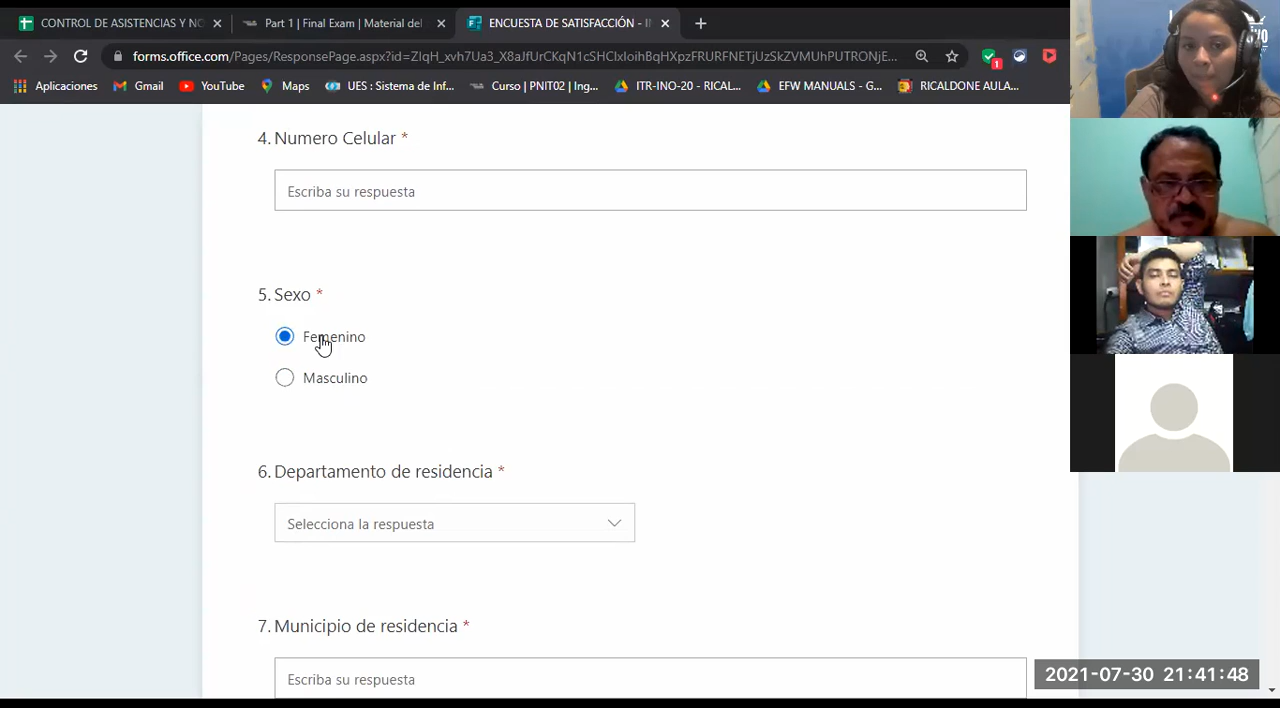 CONTROL DE ASISTENCIAS Y NO
Part 1 | Final Exam | Material del
ENCUESTA DE SATISFACCIÓN - I
forms.office.com/Pages/ResponsePage.aspx?id=ZIqH_xvh7Ua3_X8aJfUrCKqN1cSHCIxIoihBqHXpzFRURFNETjUzSkZVMUhPUTRONjE...
Aplicaciones
Gmail
YouTube
Maps
UES : Sistema de Inf...
Curso | PNIT02 | Ing...
ITR-INO-20 - RICAL...
EFW MANUALS - G...
RICALDONE AULA...
4. Numero Celular *
Escriba su respuesta
5. Sexo *
Femenino
Masculino
6. Departamento de residencia *
Selecciona la respuesta
7. Municipio de residencia *
Escriba su respuesta
2021-07-30 21:41:48